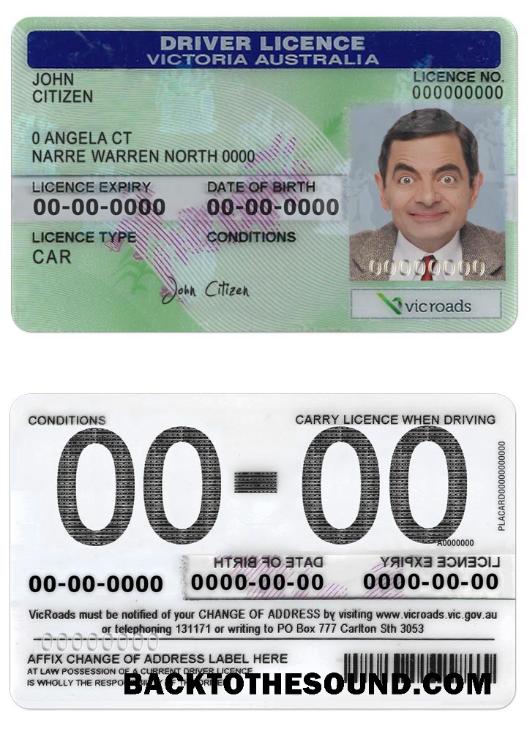 DRIVER LICENCE
VICTORIA AUSTRALIA
JOHN
CITIZEN
LICENCE NO.
000000000
0 ANGELA CT
NARRE WARREN NORTH 0000
LICENCE EXPIRY DATE OF BIRTH
00-00-0000 00-00-0000
LICENCE TYPE CONDITIONS
CAR
John Citizen
00000000
vicroads
CONDITIONS CARRY LICENCE WHEN DRIVING
00-00
PLACARD000000000000
A0000000
DATE OF BIRTH LICENCE EXPIRY
00-00-0000 0000-00-00 0000-00-00
VicRoads must be notified of your CHANGE OF ADDRESS by visiting www.vicroads.vic.gov.au
or telephoning 131171 or writing to PO Box 777 Carlton Sth 3053
00000000
AFFIX CHANGE OF ADDRESS LABEL HERE
AT LAW POSSESSION OF A CURRENT DRIVER LICENCE
IS WHOLLY THE OF THE
BACKTOTHESOUND.COM